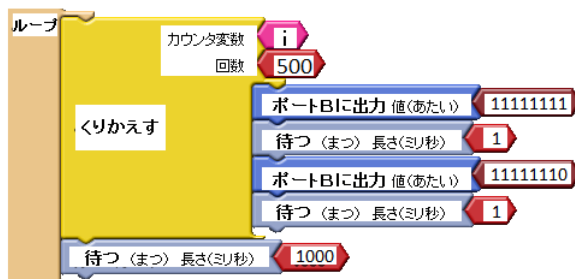 ループ
カウンタ変数 i
回数 500
くりかえす
ポートBに出力 値(あたい) 11111111
待つ (まつ) 長さ(ミリ秒) 1
ポートBに出力 値(あたい) 11111110
待つ (まつ) 長さ(ミリ秒) 1
待つ (まつ) 長さ(ミリ秒) 1000